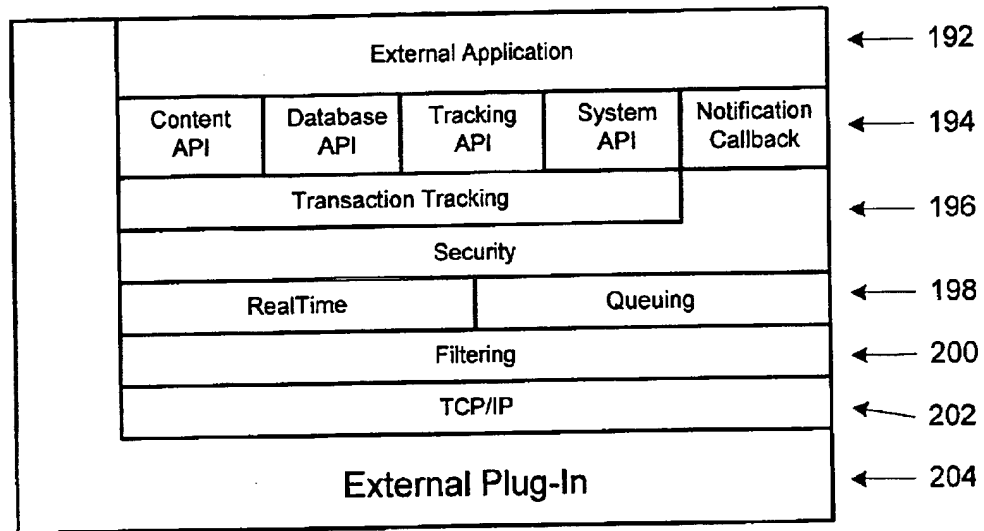 External Application
192
Content API
Database API
Tracking API
System API
Notification Callback
194
Transaction Tracking
196
Security
RealTime
Queuing
198
Filtering
200
TCP/IP
202
External Plug-In
204